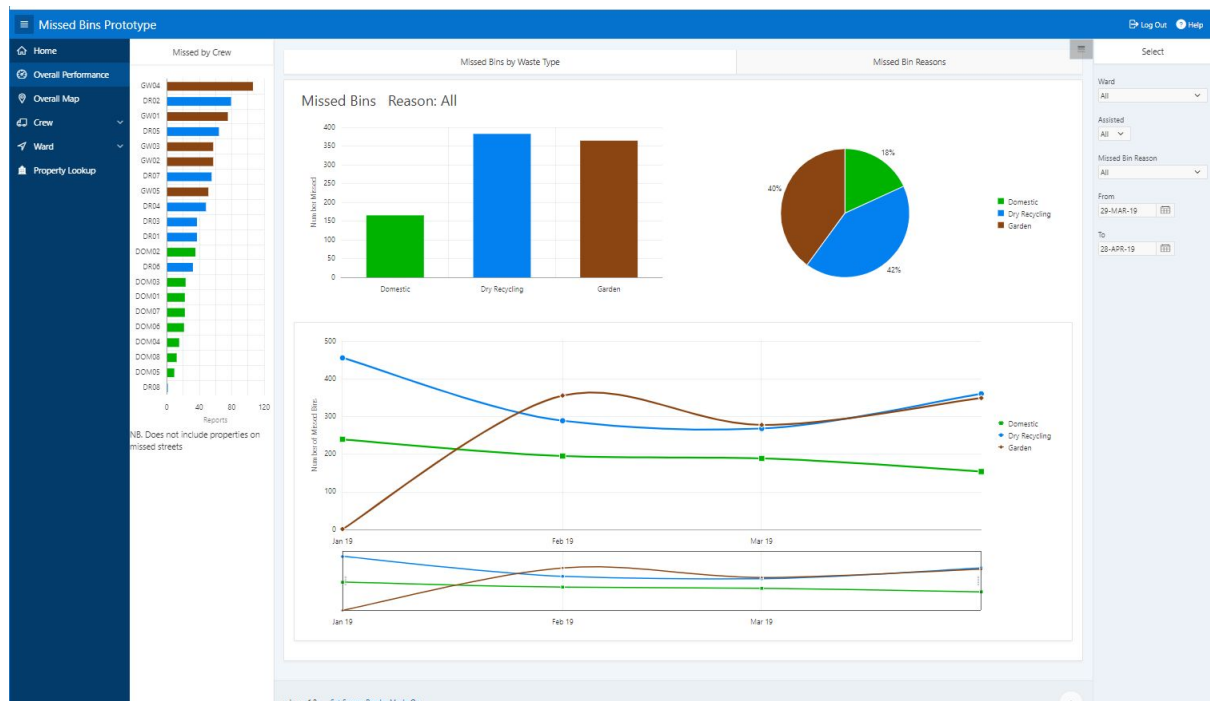 Missed Bins Prototype
Log Out
Help
Home
Overall Performance
Overall Map
Crew
Ward
Property Lookup
Missed by Crew
GW04
DR02
GW01
DR05
GW03
GW02
DR07
GW05
DR04
DR03
DR01
DOM02
DR06
DOM03
DOM01
DOM07
DOM06
DOM04
DOM08
DOM05
DR08
0 40 80 120
Reports
NB. Does not include properties on
missed streets
Missed Bins by Waste Type
Missed Bin Reasons
Missed Bins Reason: All
Number Missed
400
350
300
250
200
150
100
50
0
Domestic Dry Recycling Garden
18%
40%
42%
Domestic
Dry Recycling
Garden
Number of Missed Bins
500
400
300
200
100
0
Jan 19 Feb 19 Mar 19
Domestic
Dry Recycling
Garden
Jan 19 Feb 19 Mar 19
Select
Ward
All
Assisted
All
Missed Bin Reason
All
From
29-MAR-19
To
28-APR-19